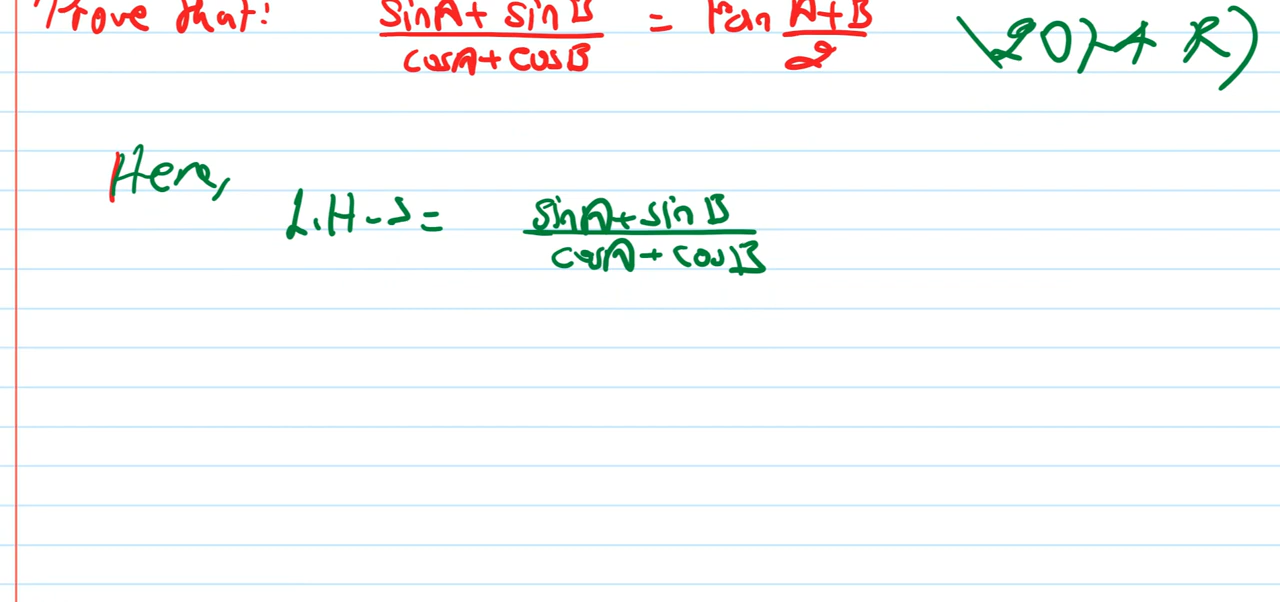 Prove that: sinA + sinB / cosA + cosB = tan A+B / 2
Here,
L.H.S = sinA + sinB / cosA + cosB